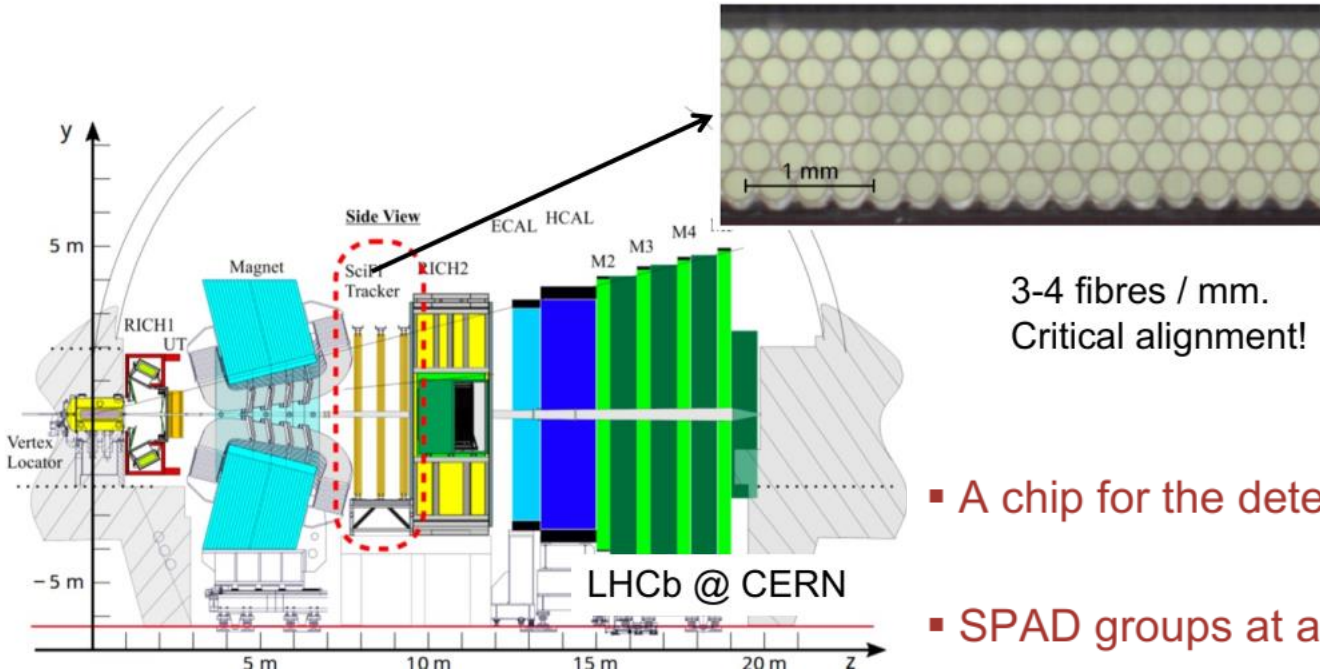 1 mm
y
5 m
Side View
ECAL
HCAL
M4
M3
M2
Magnet
SciFi
Tracker
RICH2
RICH1
UT
3-4 fibres / mm.
Critical alignment!
Vertex
Locator
− 5 m
LHCb @ CERN
▪ A chip for the dete
▪ SPAD groups at a
5 m
10 m
15 m
20 m
z